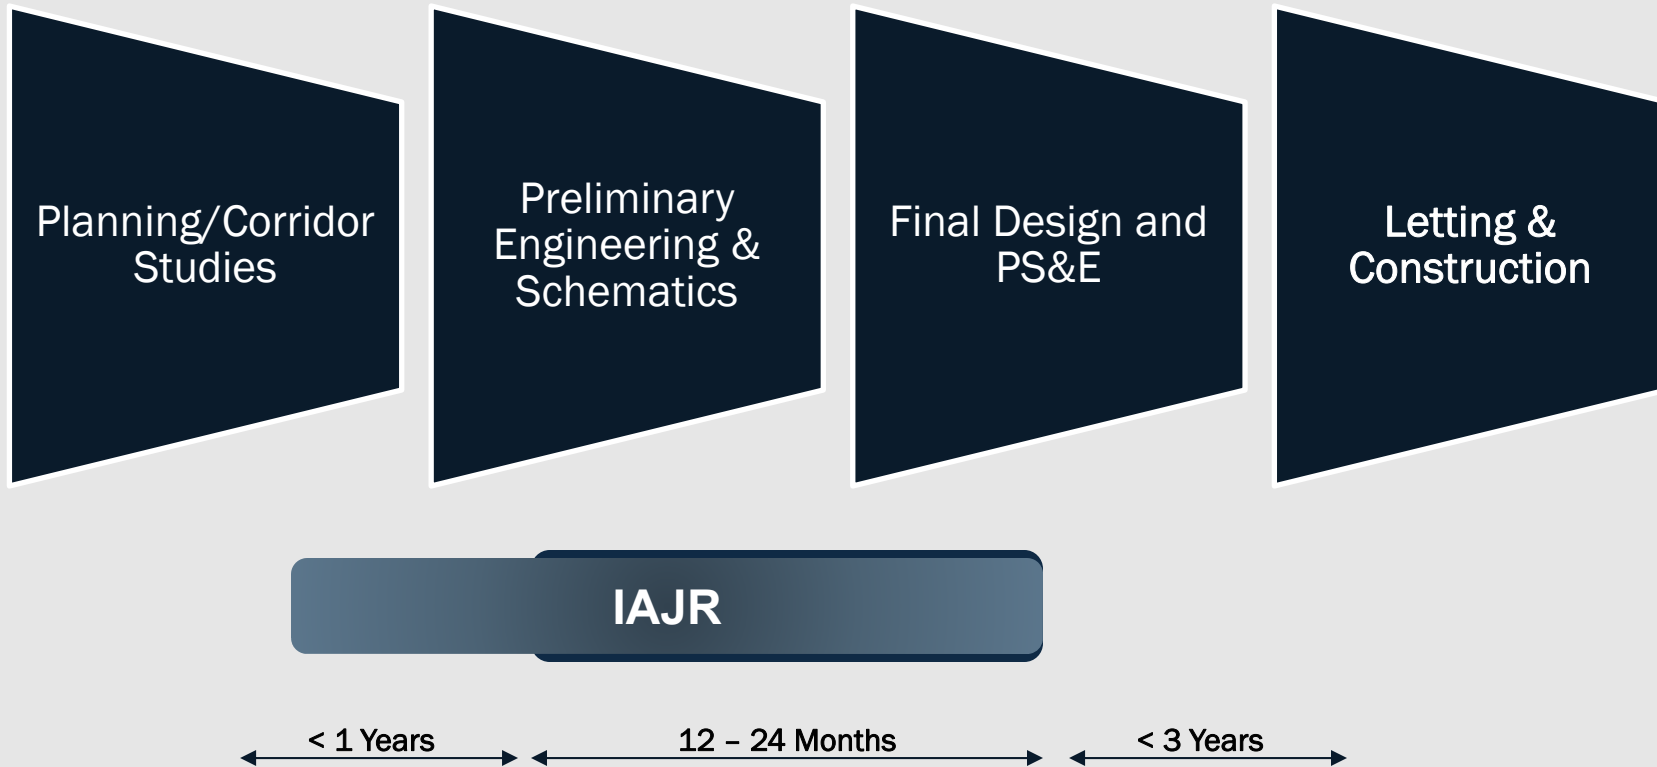 Planning/Corridor
Studies
Preliminary
Engineering &
Schematics
Final Design and
PS&E
Letting &
Construction
IAJR
< 1 Years
12 – 24 Months
< 3 Years